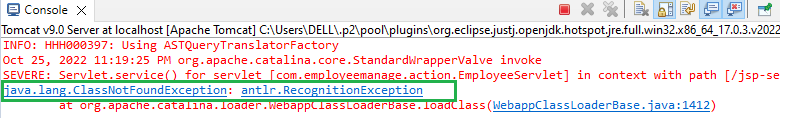 Console
Tomcat v9.0 Server at localhost [Apache Tomcat] C:\Users\DELL\.p2\pool\plugins\org.eclipse.justj.openjdk.hotspot.jre.full.win32.x86_64_17.0.3.v2022
INFO: HHH000397: Using ASTQueryTranslatorFactory
Oct 25, 2022 11:19:25 PM org.apache.catalina.core.StandardWrapperValve invoke
SEVERE: Servlet.service() for servlet [com.employeemanage.action.EmployeeServlet] in context with path [/jsp-se
java.lang.ClassNotFoundException: antlr.RecognitionException
at org.apache.catalina.loader.WebappClassLoaderBase.loadClass(WebappClassLoaderBase.java:1412)